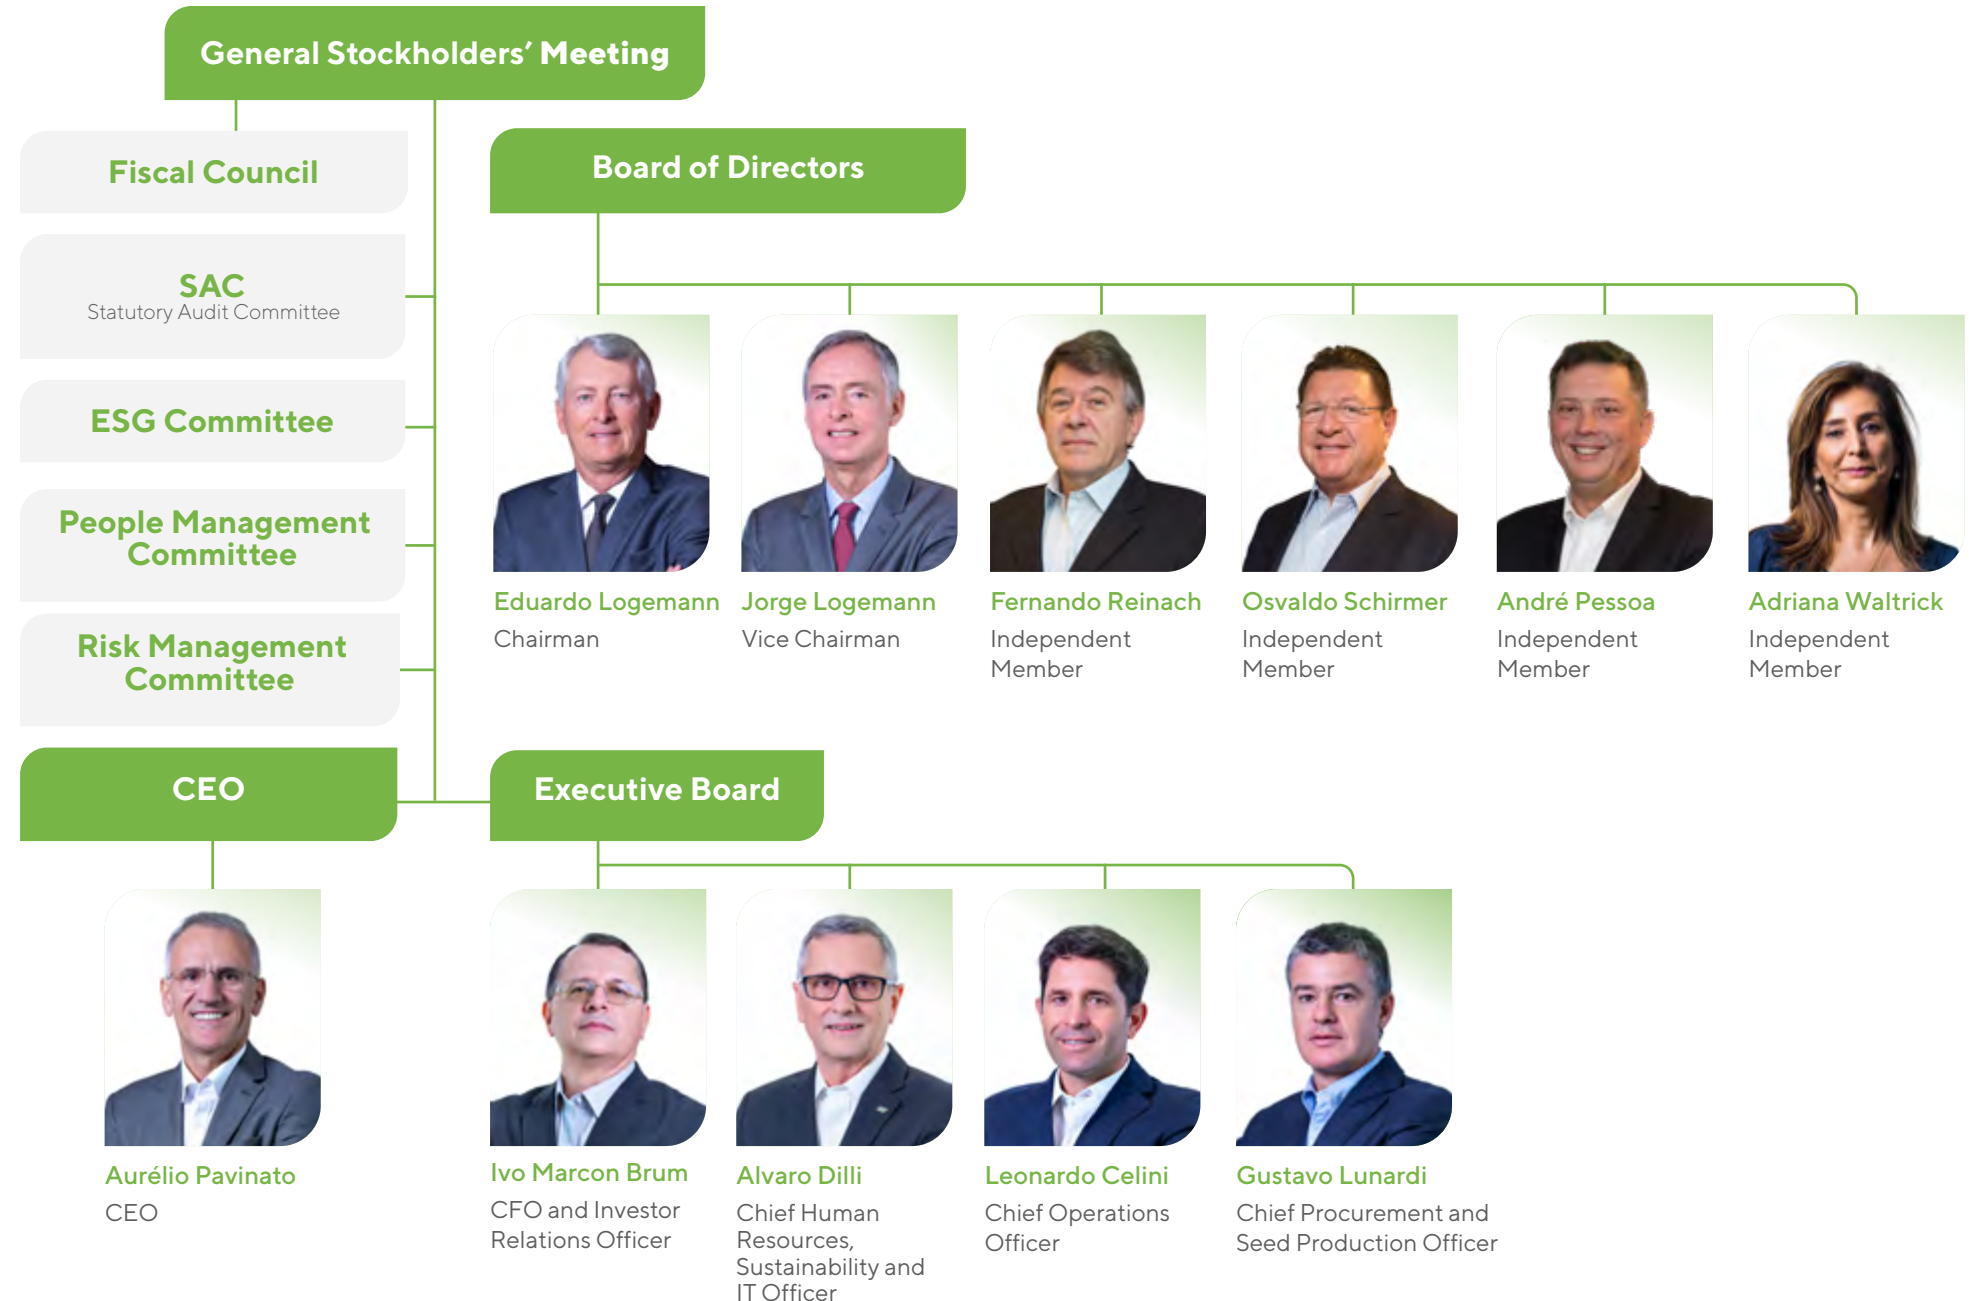 General Stockholders’ Meeting
Fiscal Council
SAC
Statutory Audit Committee
ESG Committee
People Management
Committee
Risk Management
Committee
Board of Directors
Eduardo Logemann
Chairman
Jorge Logemann
Vice Chairman
Fernando Reinach
Independent
Member
Osvaldo Schirmer
Independent
Member
André Pessoa
Independent
Member
Adriana Waltrick
Independent
Member
CEO
Aurélio Pavinato
CEO
Executive Board
Ivo Marcon Brum
CFO and Investor
Relations Officer
Alvaro Dilli
Chief Human
Resources,
Sustainability and
IT Officer
Leonardo Celini
Chief Operations
Officer
Gustavo Lunardi
Chief Procurement and
Seed Production Officer